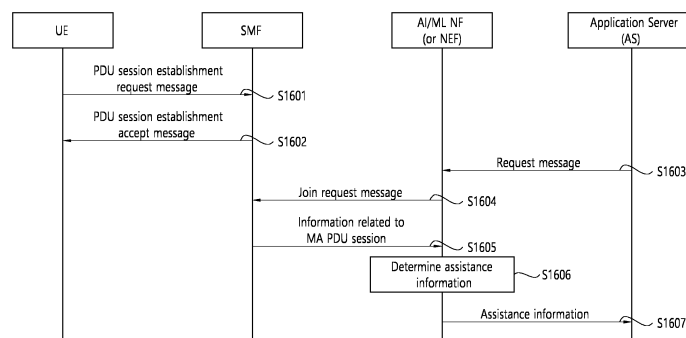 UE
SMF
AI/ML NF
(or NEF)
Application Server
(AS)
PDU session establishment
request message
S1601
PDU session establishment
accept message
S1602
Request message
S1603
Join request message
S1604
Information related to
MA PDU session
S1605
Determine assistance
information
S1606
Assistance information
S1607